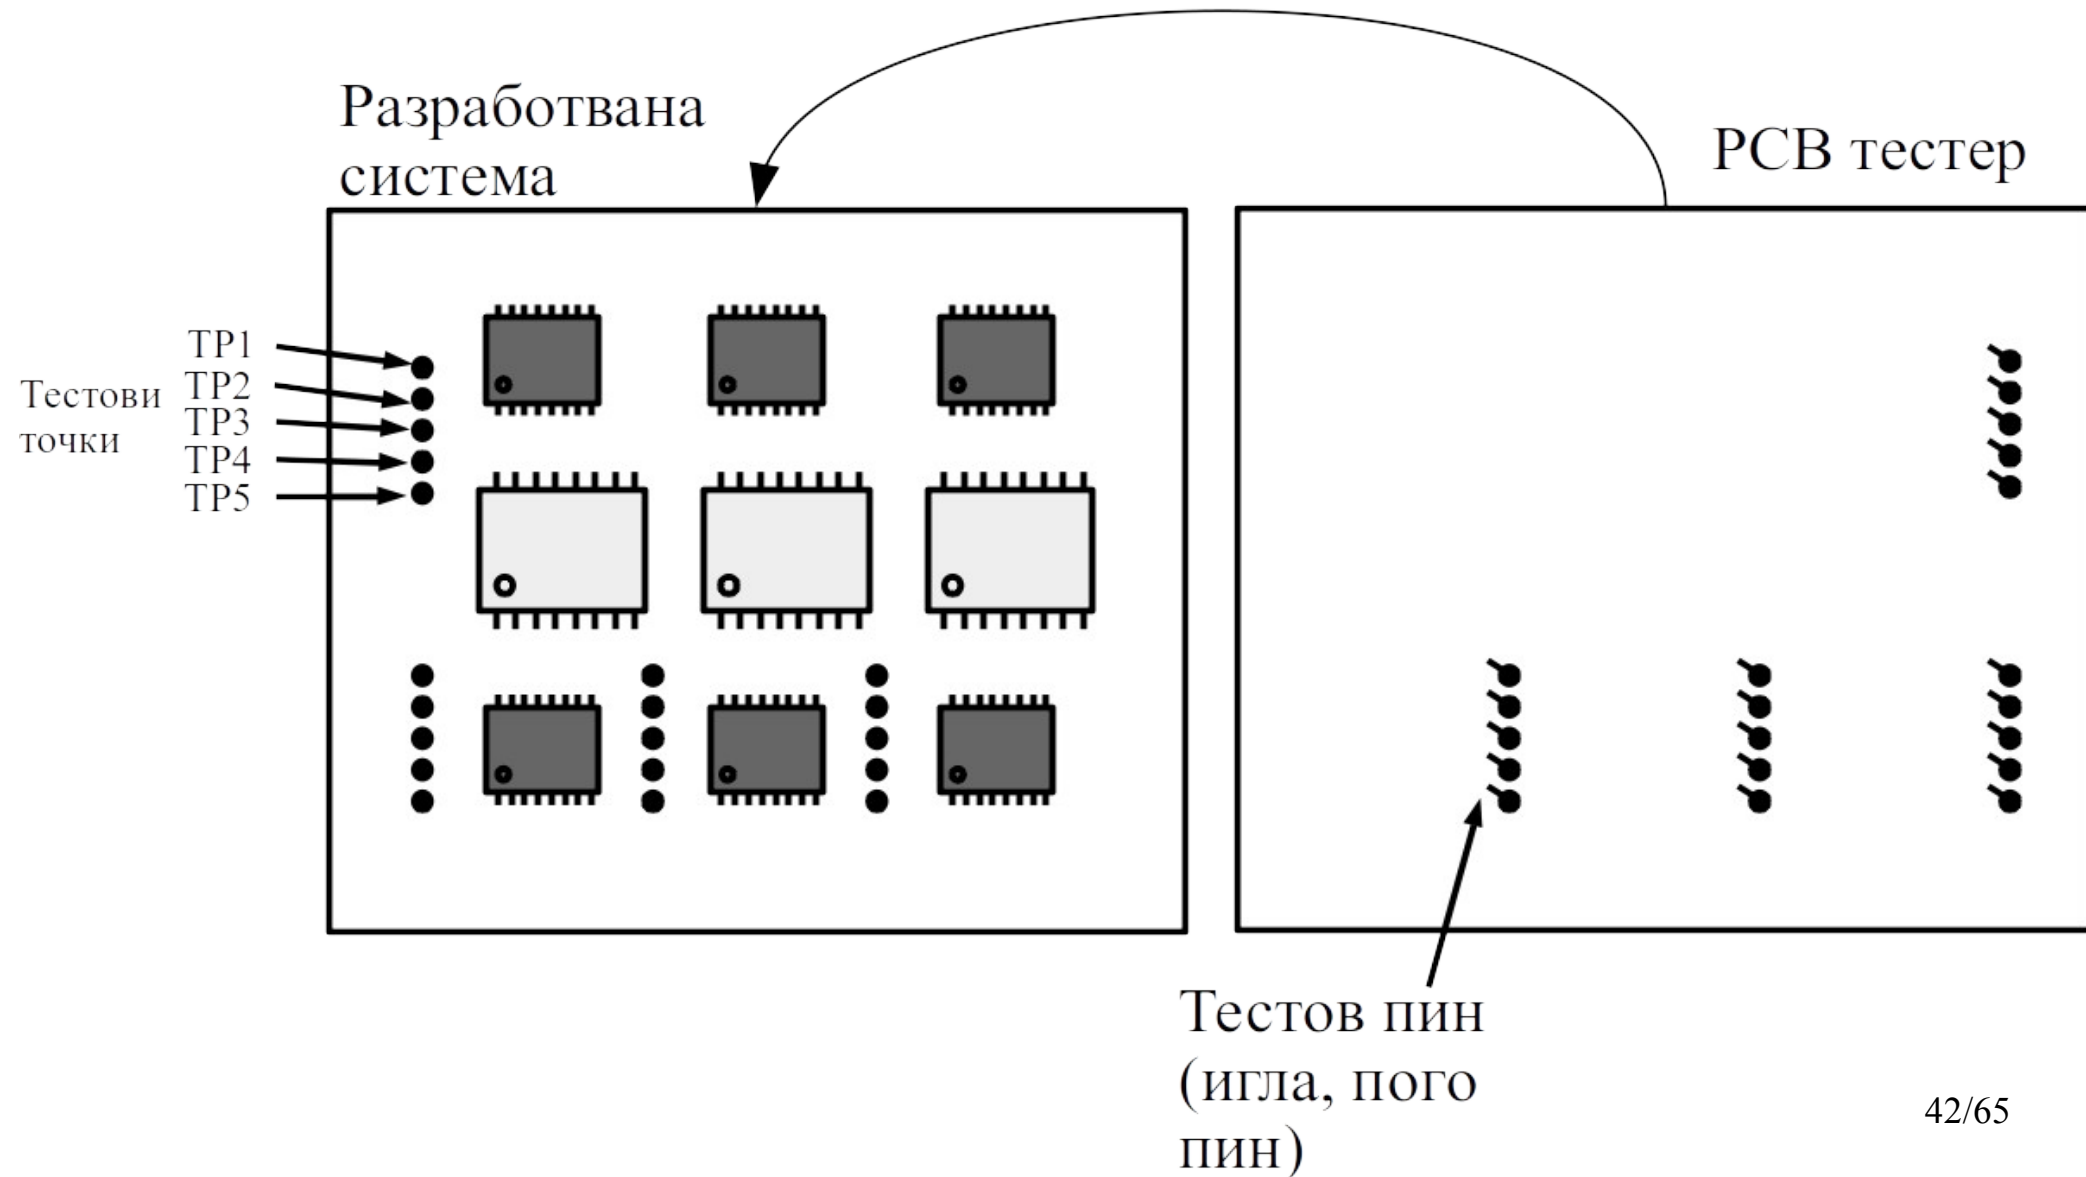 Разработвана
система
PCB тестер
Тестови
точки
TP1
TP2
TP3
TP4
TP5
Тестов пин
(игла, пого
пин)
42/65